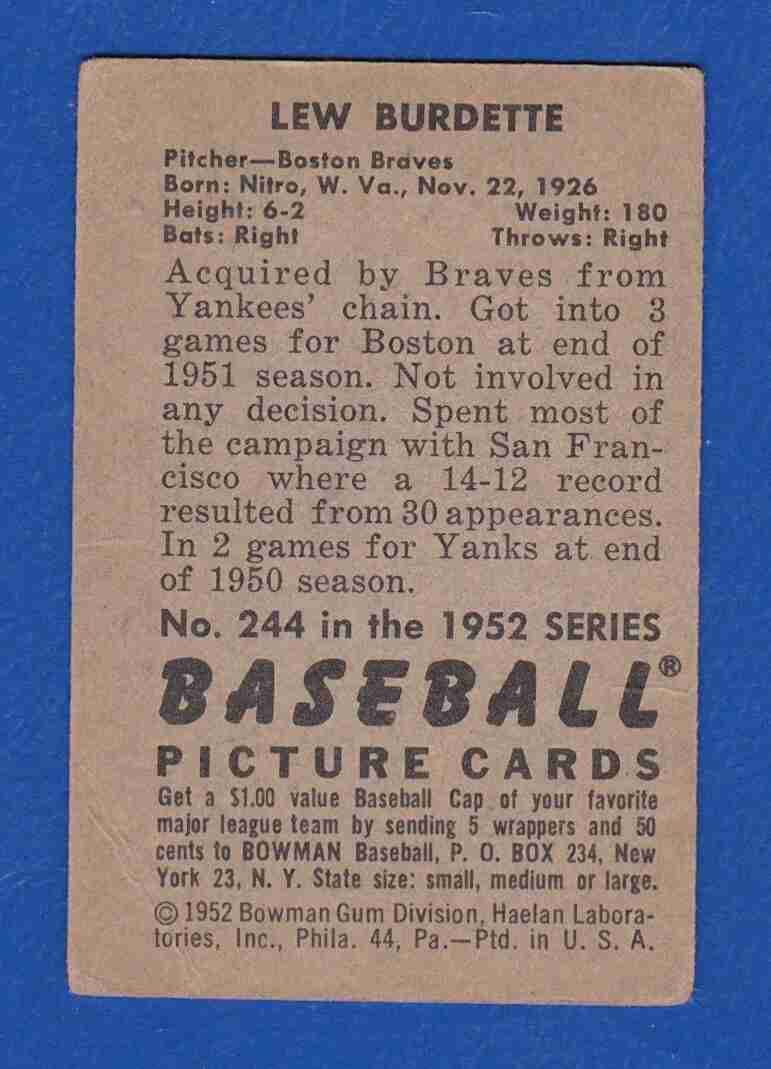 LEW BURDETTE
Pitcher—Boston Braves
Born: Nitro, W. Va., Nov. 22, 1926
Height: 6-2 Weight: 180
Bats: Right Throws: Right
Acquired by Braves from
Yankees' chain. Got into 3
games for Boston at end of
1951 season. Not involved in
any decision. Spent most of
the campaign with San Fran-
cisco where a 14-12 record
resulted from 30 appearances.
In 2 games for Yanks at end
of 1950 season.
No. 244 in the 1952 SERIES
BASEBALL®
PICTURE CARDS
Get a $1.00 value Baseball Cap of your favorite
major league team by sending 5 wrappers and 50
cents to BOWMAN Baseball, P. O. BOX 234, New
York 23, N. Y. State size: small, medium or large.
© 1952 Bowman Gum Division, Haelan Labora-
tories, Inc., Phila. 44, Pa.—Ptd. in U. S. A.